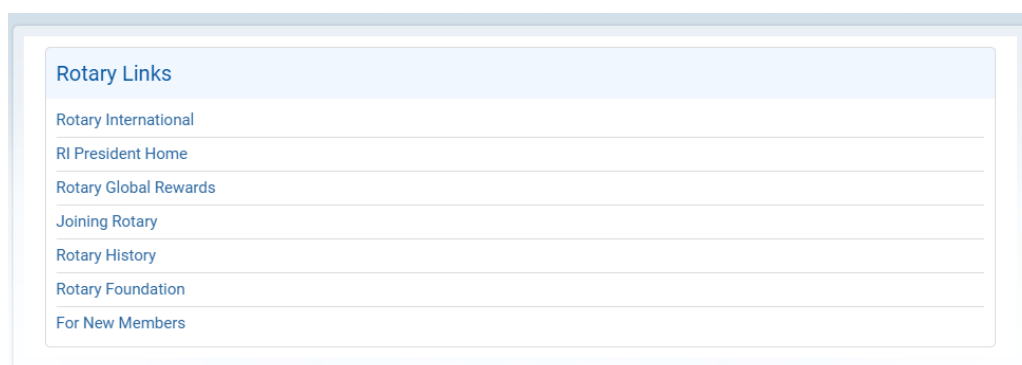 Rotary Links
Rotary International
RI President Home
Rotary Global Rewards
Joining Rotary
Rotary History
Rotary Foundation
For New Members